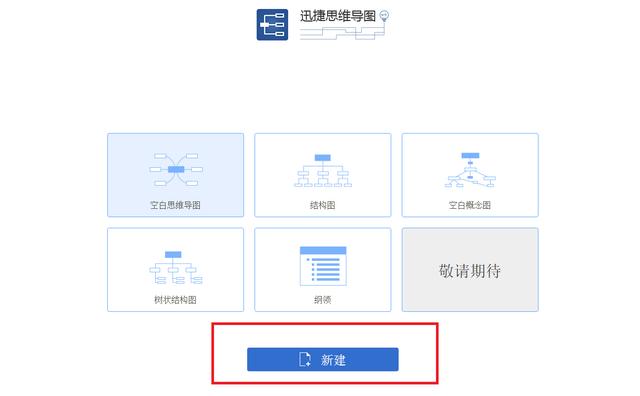 迅捷思维导图
空白思维导图
结构图
空白概念图
树状结构图
纲领
敬请期待
新建